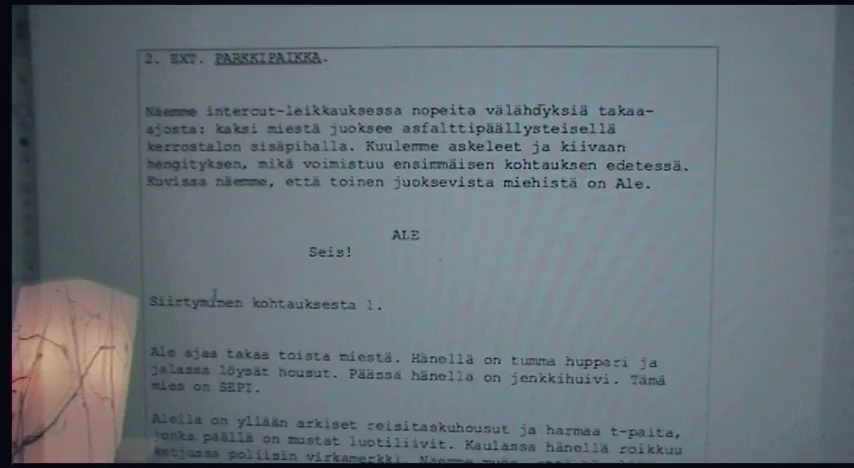 2. EXT. PARKKIPAIKKA.
Näemme intercut-leikkauksessa nopeita välähdyksiä takaa-
ajosta: kaksi miestä juoksee asfalttipäällysteisellä
kerrostalon sisäpihalla. Kuulemme askeleet ja kiivaan
hengityksen, mikä voimistuu ensimmäisen kohtauksen edetessä.
Kuvissa näemme, että toinen juoksevista miehistä on Ale.
ALE
Seis!
Siirtyminen kohtauksesta 1.
Ale ajaa takaa toista miestä. Hänellä on tumma huppari ja
jalassa löysät housut. Päässä hänellä on jenkkihuivi. Tämä
mies on SEPI.
Alella on yllään arkiset reisitaskuhousut ja harmaa t-paita,
jonka päällä on mustat luotiliivit. Kaulassa hänellä roikkuu
ketjussa poliisin virkamerkki. Näemme myös, että